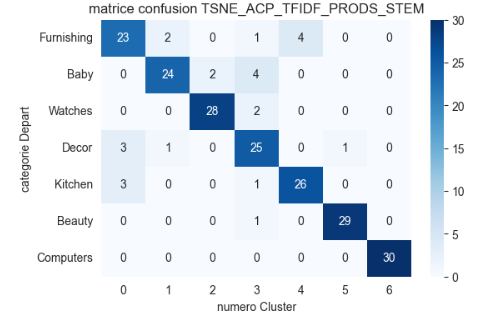 matrice confusion TSNE_ACP_TFIDF_PRODS_STEM
categorie Depart
Furnishing 23 2 0 1 4 0 0
Baby 0 24 2 4 0 0 0
Watches 0 0 28 2 0 0 0
Decor 3 1 0 25 0 1 0
Kitchen 3 0 0 1 26 0 0
Beauty 0 0 0 1 0 29 0
Computers 0 0 0 0 0 0 30
0 1 2 3 4 5 6
numero Cluster
30
25
20
15
10
5
0